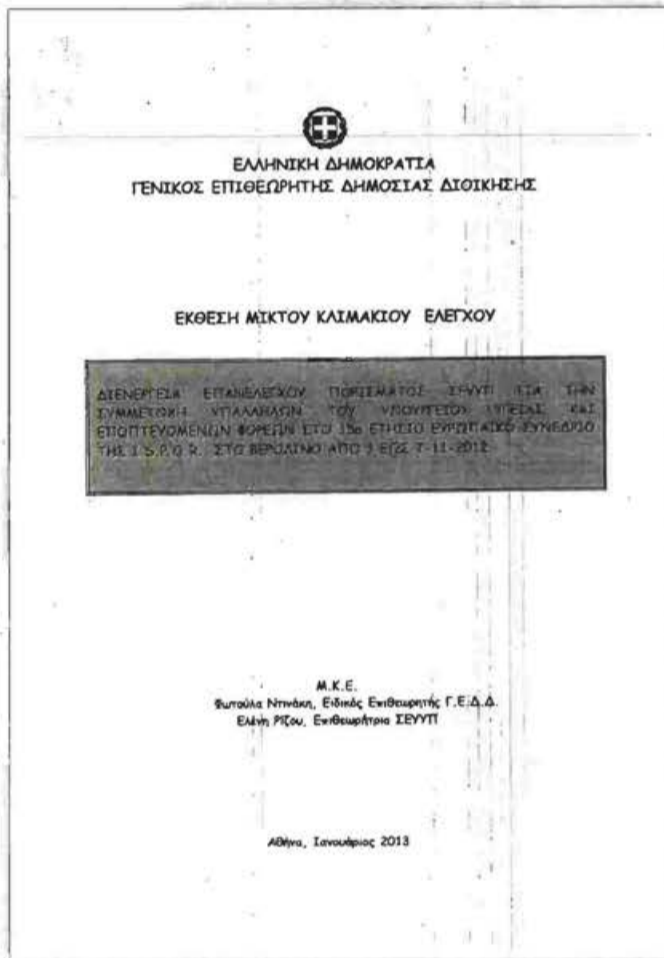 ΕΛΛΗΝΙΚΗ ΔΗΜΟΚΡΑΤΙΑ
ΓΕΝΙΚΟΣ ΕΠΙΘΕΩΡΗΤΗΣ ΔΗΜΟΣΙΑΣ ΔΙΟΙΚΗΣΗΣ
ΕΚΘΕΣΗ ΜΙΚΤΟΥ ΚΛΙΜΑΚΙΟΥ ΕΛΕΓΧΟΥ
ΔΙΕΝΕΡΓΕΙΑ ΕΠΑΝΕΛΕΓΧΟΥ ΠΟΡΙΣΜΑΤΟΣ ΣΕΥΥΠ ΓΙΑ ΤΗΝ
ΣΥΜΜΕΤΟΧΗ ΥΠΑΛΛΗΛΩΝ ΤΟΥ ΥΠΟΥΡΓΕΙΟΥ ΥΓΕΙΑΣ ΚΑΙ
ΕΠΟΠΤΕΥΟΜΕΝΩΝ ΦΟΡΕΩΝ ΣΤΟ 15ο ΕΤΗΣΙΟ ΕΥΡΩΠΑΪΚΟ ΣΥΝΕΔΡΙΟ
ΤΗΣ I.S.P.O.R. ΣΤΟ ΒΕΡΟΛΙΝΟ ΑΠΟ 3 ΕΩΣ 7-11-2012
Μ.Κ.Ε.
Φωτούλα Ντινάκη, Ειδικός Επιθεωρητής Γ.Ε.Δ.Δ.
Ελένη Ρίζου, Επιθεωρήτρια ΣΕΥΥΠ
Αθήνα, Ιανουάριος 2013